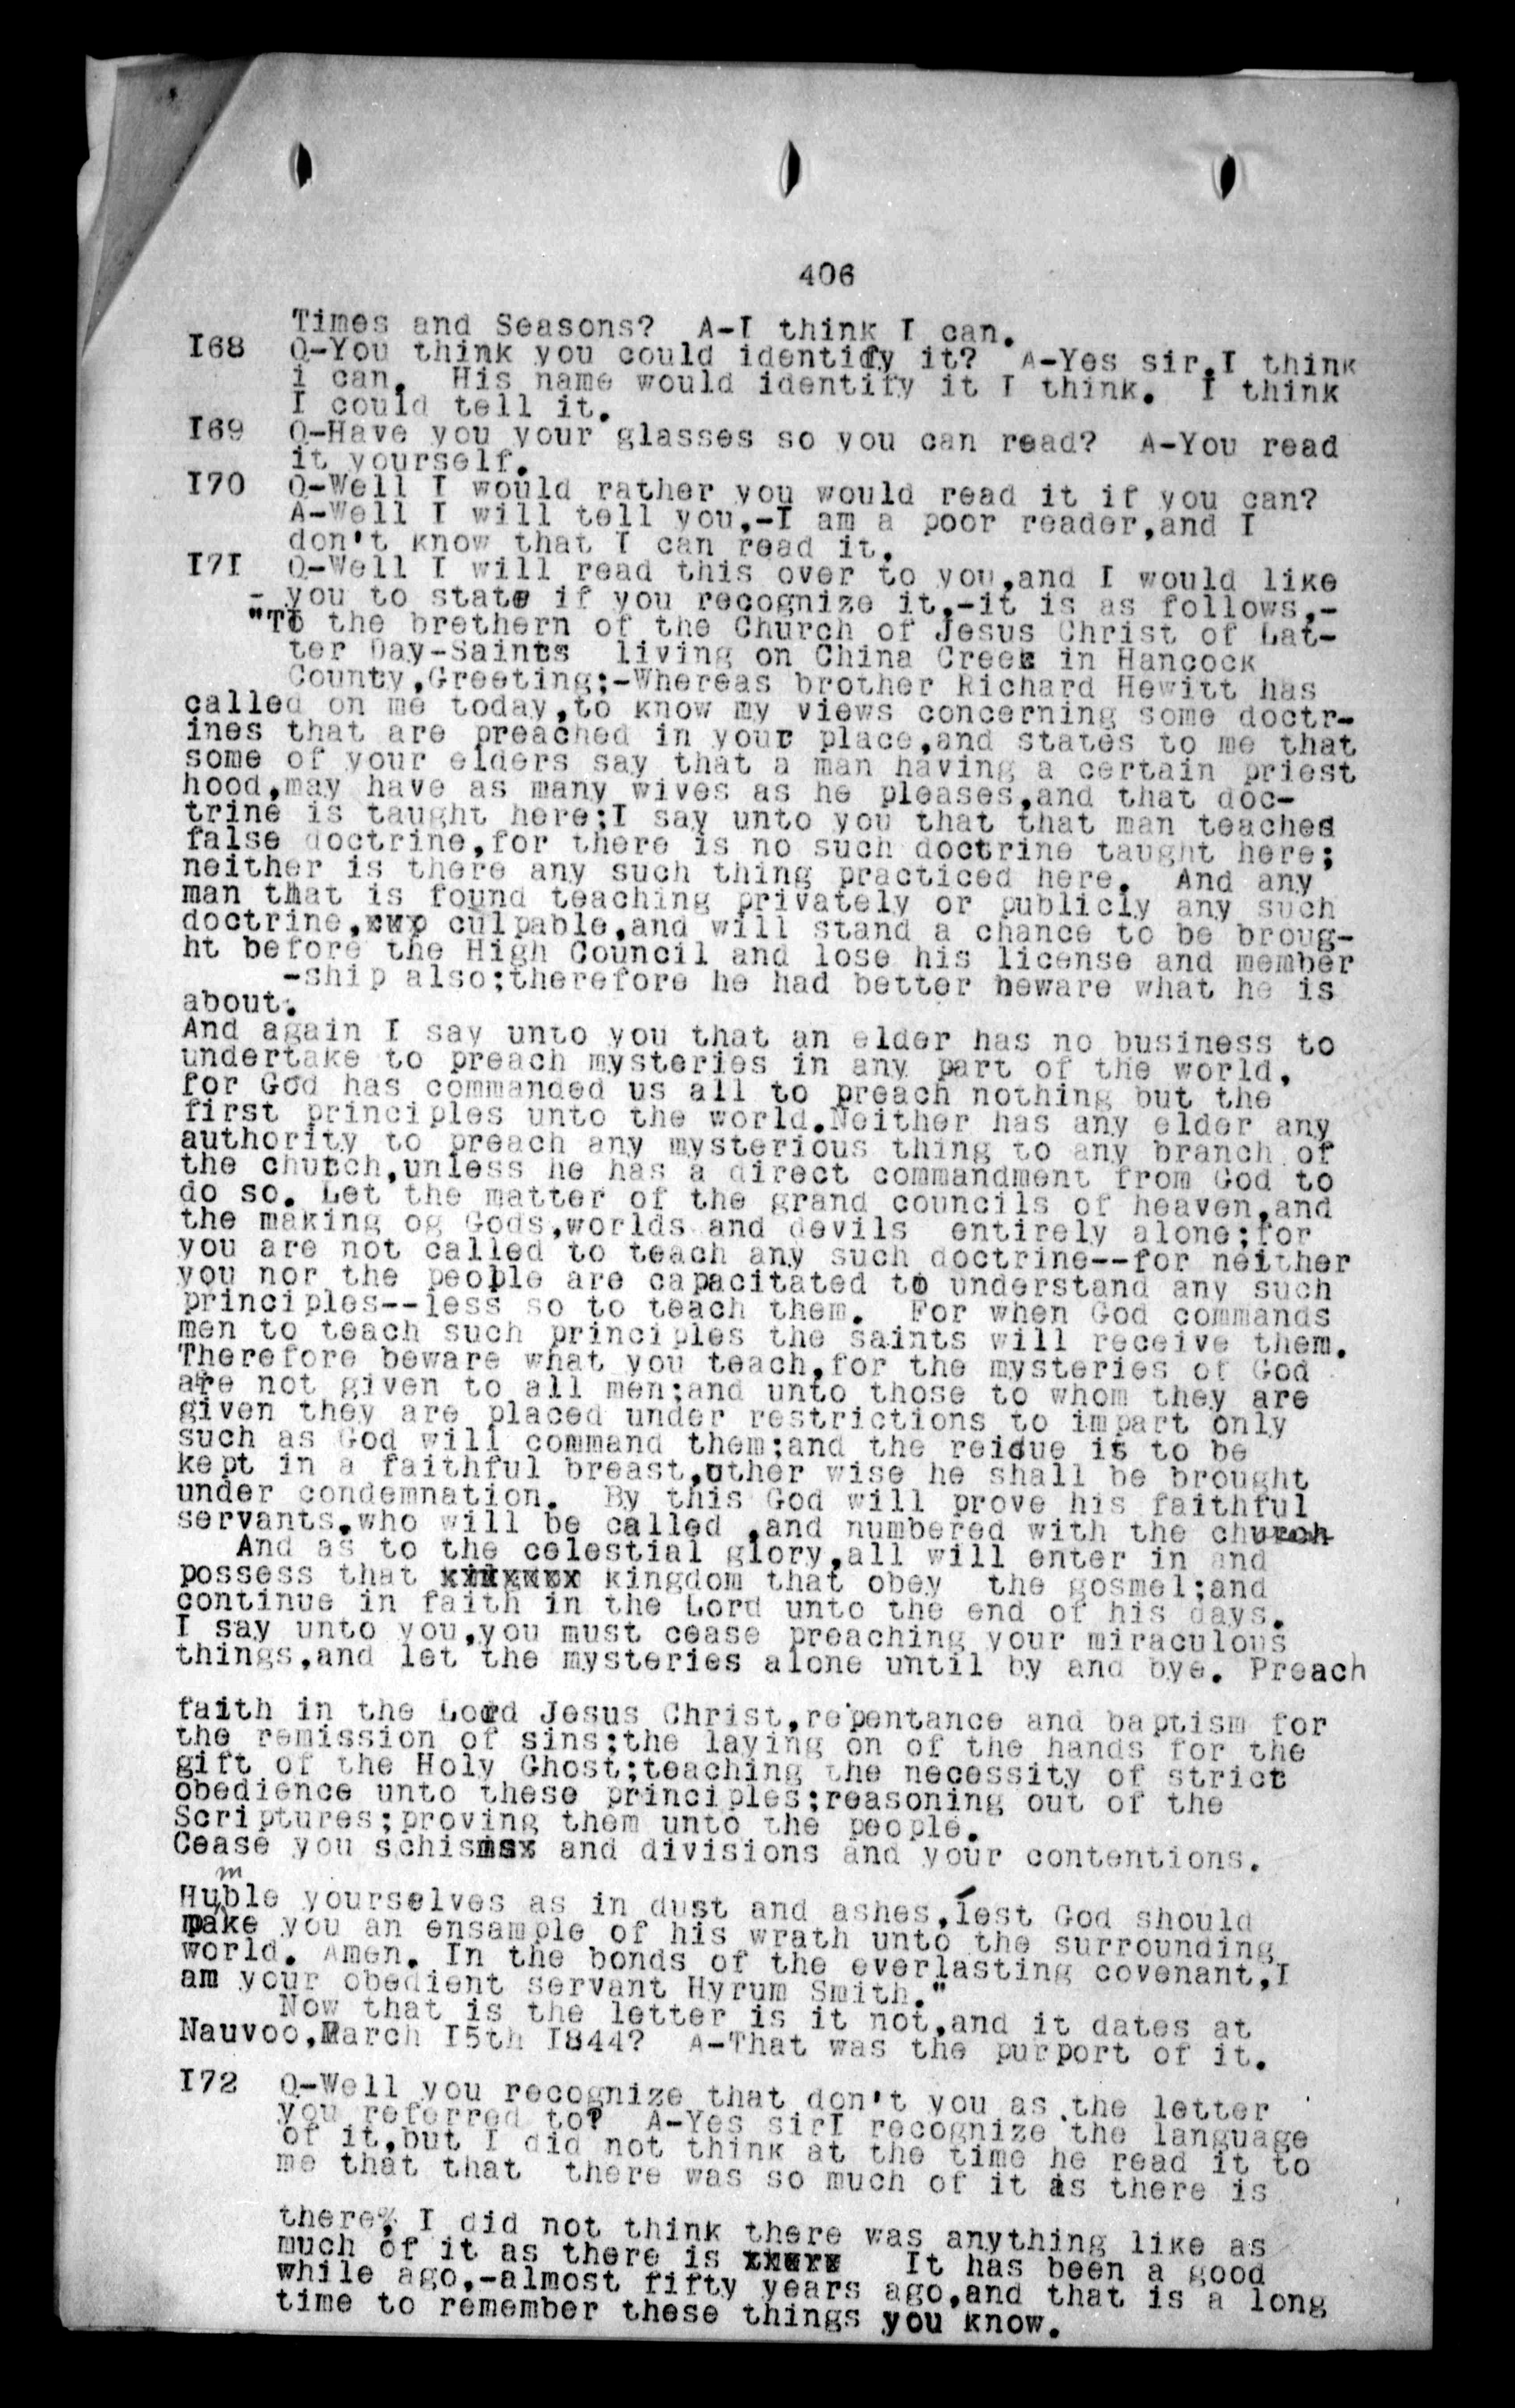 406
Times and Seasons?  A-I think I can.
I68 Q-You think you could identify it?  A-Yes sir,I think
i can.  His name would identify it I think.  I think
I could tell it.
I69 Q-Have you your glasses so you can read?  A-You read
it yourself.
I70 Q-Well I would rather you would read it if you can?
A-Well I will tell you,-I am a poor reader,and I
don't know that I can read it.
I7I Q-Well I will read this over to you,and I would like
- you to state if you recognize it,-it is as follows,-
"To the brethern of the Church of Jesus Christ of Lat-
ter Day-Saints  living on China Creek in Hancock
County,Greeting:-Whereas brother Richard Hewitt has
called on me today,to know my views concerning some doctr-
ines that are preached in your place,and states to me that
some of your elders say that a man having a certain priest
hood,may have as many wives as he pleases,and that doc-
trine is taught here:I say unto you that that man teaches
false doctrine,for there is no such doctrine taught here;
neither is there any such thing practiced here.  And any
man that is found teaching privately or publicly any such
doctrine, culpable,and will stand a chance to be broug-
ht before the High Council and lose his license and member
-ship also:therefore he had better beware what he is
about.
And again I say unto you that an elder has no business to
undertake to preach mysteries in any part of the world,
for God has commanded us all to preach nothing but the
first principles unto the world.Neither has any elder any
authority to preach any mysterious thing to any branch of
the church,unless he has a direct commandment from God to
do so. Let the matter of the grand councils of heaven,and
the making og Gods,worlds and devils  entirely alone:for
you are not called to teach any such doctrine--for neither
you nor the people are capacitated to understand any such
principles--less so to teach them.  For when God commands
men to teach such principles the saints will receive them.
Therefore beware what you teach,for the mysteries of God
are not given to all men:and unto those to whom they are
given they are placed under restrictions to impart only
such as God will command them:and the reidue is to be
kept in a faithful breast,other wise he shall be brought
under condemnation.  By this God will prove his faithful
servants,who will be called ,and numbered with the church
And as to the celestial glory,all will enter in and
possess that kingdom that obey  the gosmel;and
continue in faith in the Lord unto the end of his days.
I say unto you,you must cease preaching your miraculous
things,and let the mysteries alone until by and bye. Preach
faith in the Lord Jesus Christ,repentance and baptism for
the remission of sins:the laying on of the hands for the
gift of the Holy Ghost:teaching the necessity of strict
obedience unto these principles:reasoning out of the
Scriptures;proving them unto the people.
Cease you schisms and divisions and your contentions.
Humble yourselves as in dust and ashes,lest God should
make you an ensample of his wrath unto the surrounding
world. Amen. In the bonds of the everlasting covenant,I
am your obedient servant Hyrum Smith."
Now that is the letter is it not,and it dates at
Nauvoo,March I5th I844?  A-That was the purport of it.
I72 Q-Well you recognize that don't you as the letter
you referred to?  A-Yes sirI recognize the language
of it,but I did not think at the time he read it to
me that that  there was so much of it as there is
there, I did not think there was anything like as
much of it as there is  It has been a good
while ago,-almost fifty years ago,and that is a long
time to remember these things you know.